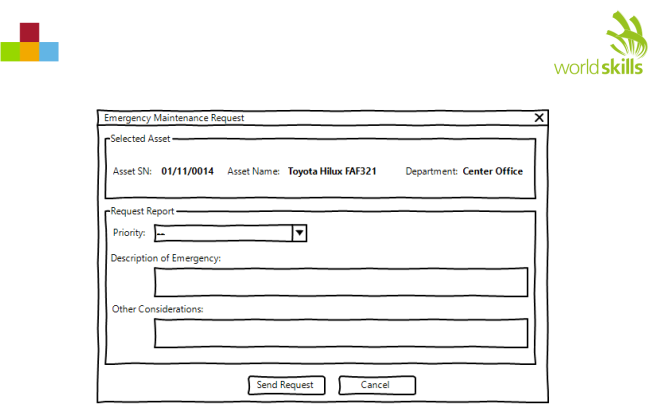 worldskills
Emergency Maintenance Request X
Selected Asset
Asset SN: 01/11/0014 Asset Name: Toyota Hilux FAF321 Department: Center Office
Request Report
Priority: --
Description of Emergency:
Other Considerations:
Send Request Cancel